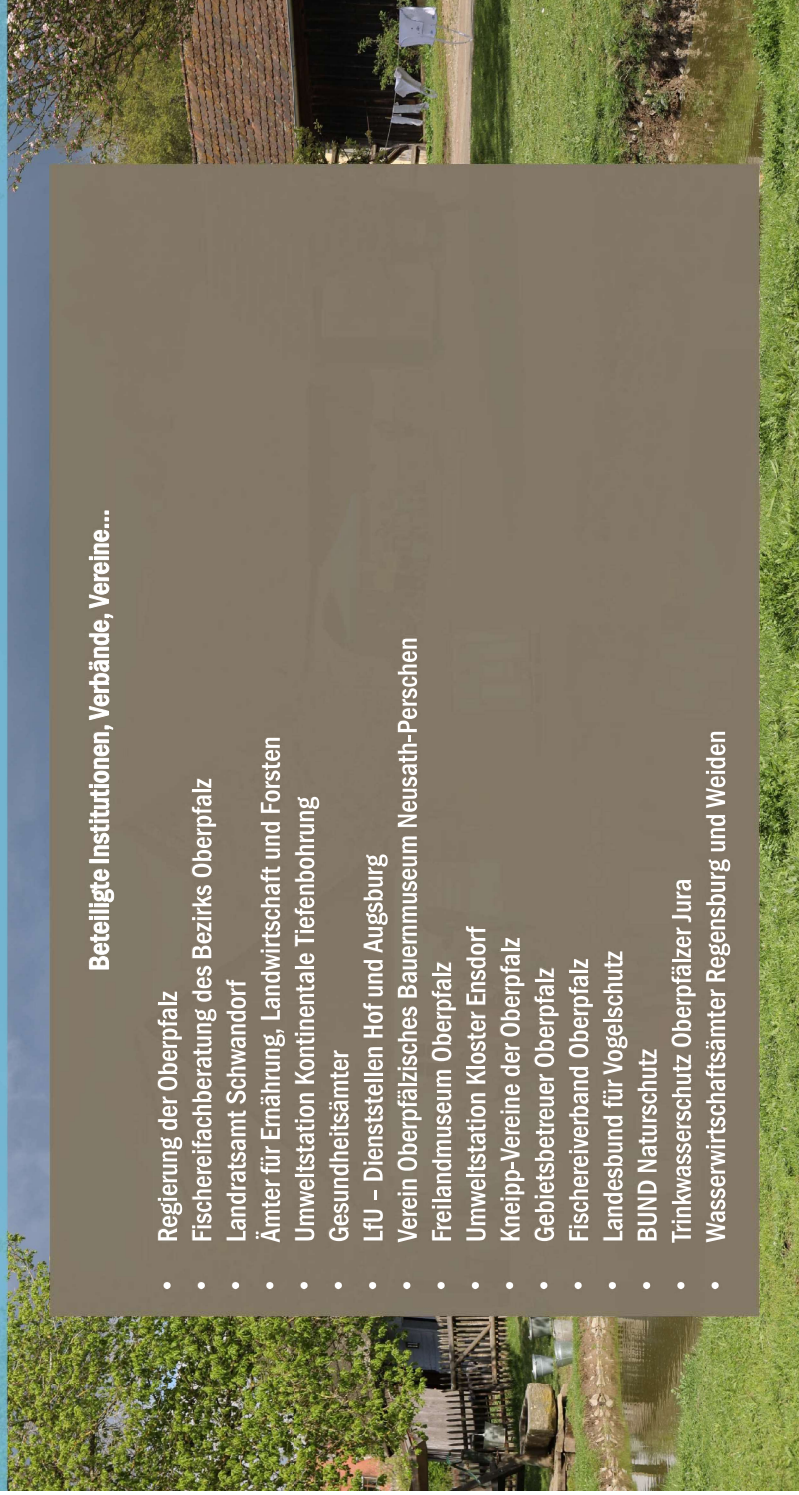 Beteiligte Institutionen, Verbände, Vereine...
• Regierung der Oberpfalz
• Fischereifachberatung des Bezirks Oberpfalz
• Landratsamt Schwandorf
• Ämter für Ernährung, Landwirtschaft und Forsten
• Umweltstation Kontinentale Tiefenbohrung
• Gesundheitsämter
• LfU – Dienststellen Hof und Augsburg
• Verein Oberpfälzisches Bauernmuseum Neusath-Perschen
• Freilandmuseum Oberpfalz
• Umweltstation Kloster Ensdorf
• Kneipp-Vereine der Oberpfalz
• Gebietsbetreuer Oberpfalz
• Fischereiverband Oberpfalz
• Landesbund für Vogelschutz
• BUND Naturschutz
• Trinkwasserschutz Oberpfälzer Jura
• Wasserwirtschaftsämter Regensburg und Weiden